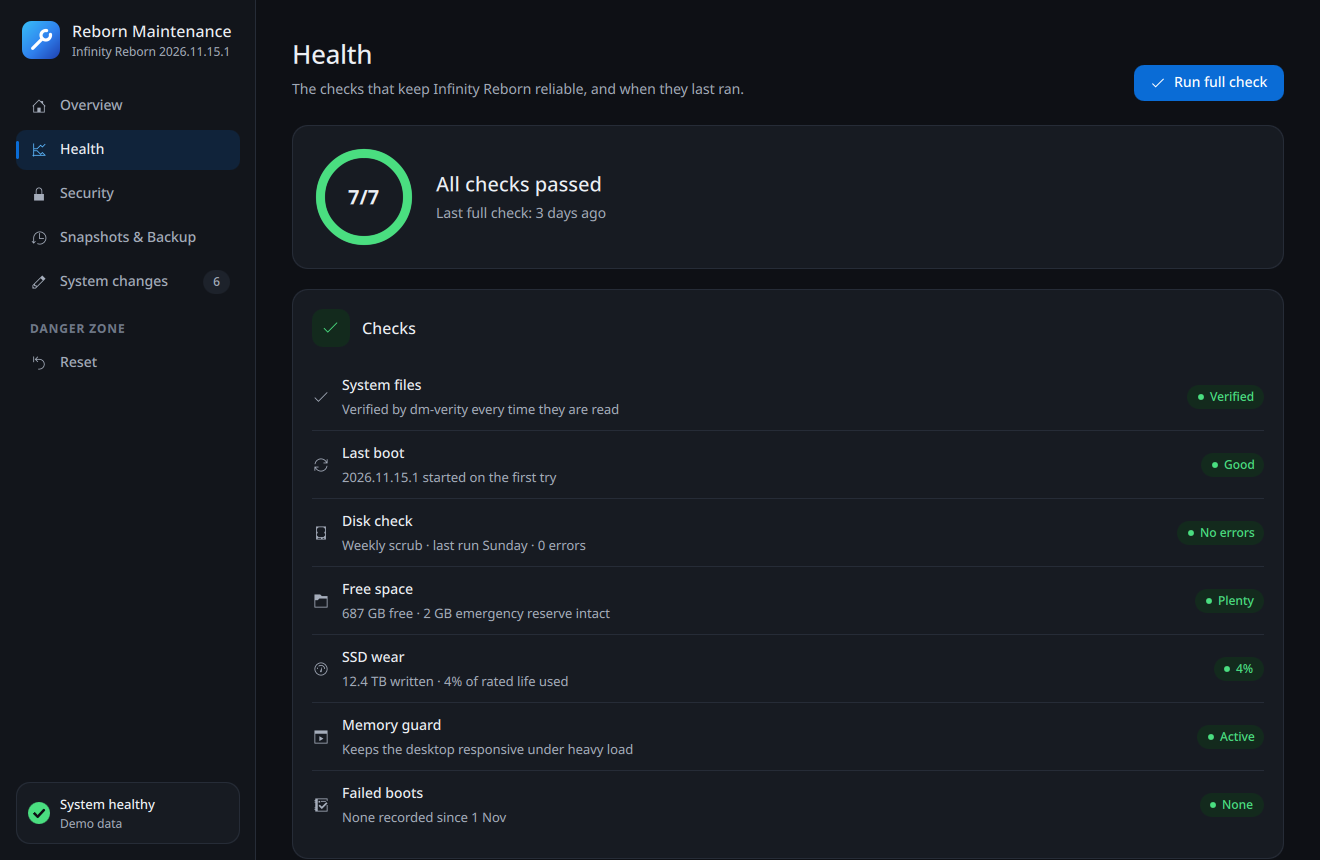 Reborn Maintenance
Infinity Reborn 2026.11.15.1
Overview
Health
Security
Snapshots & Backup
System changes 6
DANGER ZONE
Reset
System healthy
Demo data
Health
The checks that keep Infinity Reborn reliable, and when they last ran.
Run full check
7/7
All checks passed
Last full check: 3 days ago
Checks
System files
Verified by dm-verity every time they are read
Verified
Last boot
2026.11.15.1 started on the first try
Good
Disk check
Weekly scrub · last run Sunday · 0 errors
No errors
Free space
687 GB free · 2 GB emergency reserve intact
Plenty
SSD wear
12.4 TB written · 4% of rated life used
4%
Memory guard
Keeps the desktop responsive under heavy load
Active
Failed boots
None recorded since 1 Nov
None